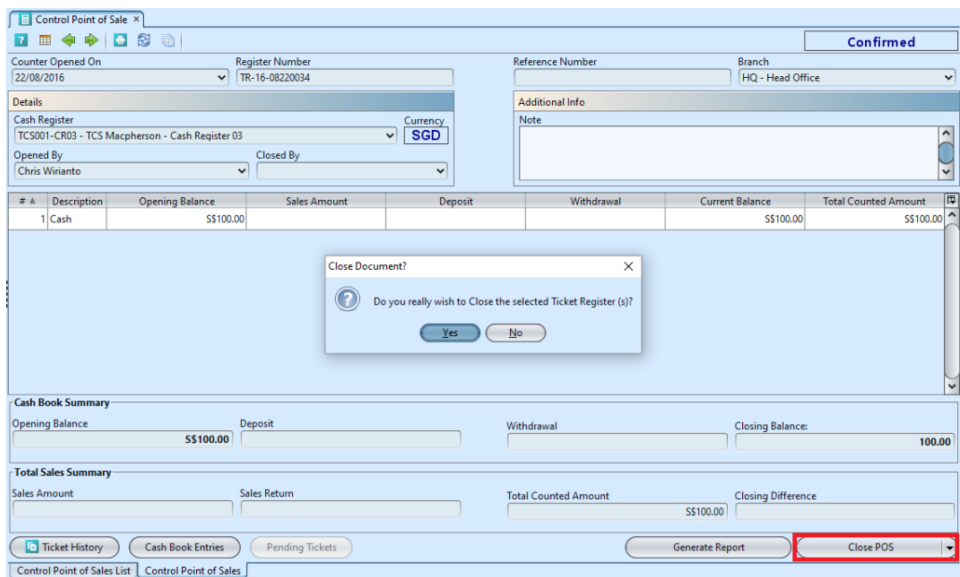 Control Point of Sale ×
Confirmed
Counter Opened On Register Number Reference Number Branch
22/08/2016 TR-16-08220034 HQ - Head Office
Details Additional Info
Cash Register Currency Note
TCS001-CR03 - TCS Macpherson - Cash Register 03 SGD
Opened By Closed By
Chris Wirianto
# Description Opening Balance Sales Amount Deposit Withdrawal Current Balance Total Counted Amount
1 Cash S$100.00 S$100.00 S$100.00
Close Document?
Do you really wish to Close the selected Ticket Register (s)?
Yes No
Cash Book Summary
Opening Balance Deposit Withdrawal Closing Balance:
S$100.00 100.00
Total Sales Summary
Sales Amount Sales Return Total Counted Amount Closing Difference
S$100.00
Ticket History Cash Book Entries Pending Tickets Generate Report Close POS
Control Point of Sales List Control Point of Sales